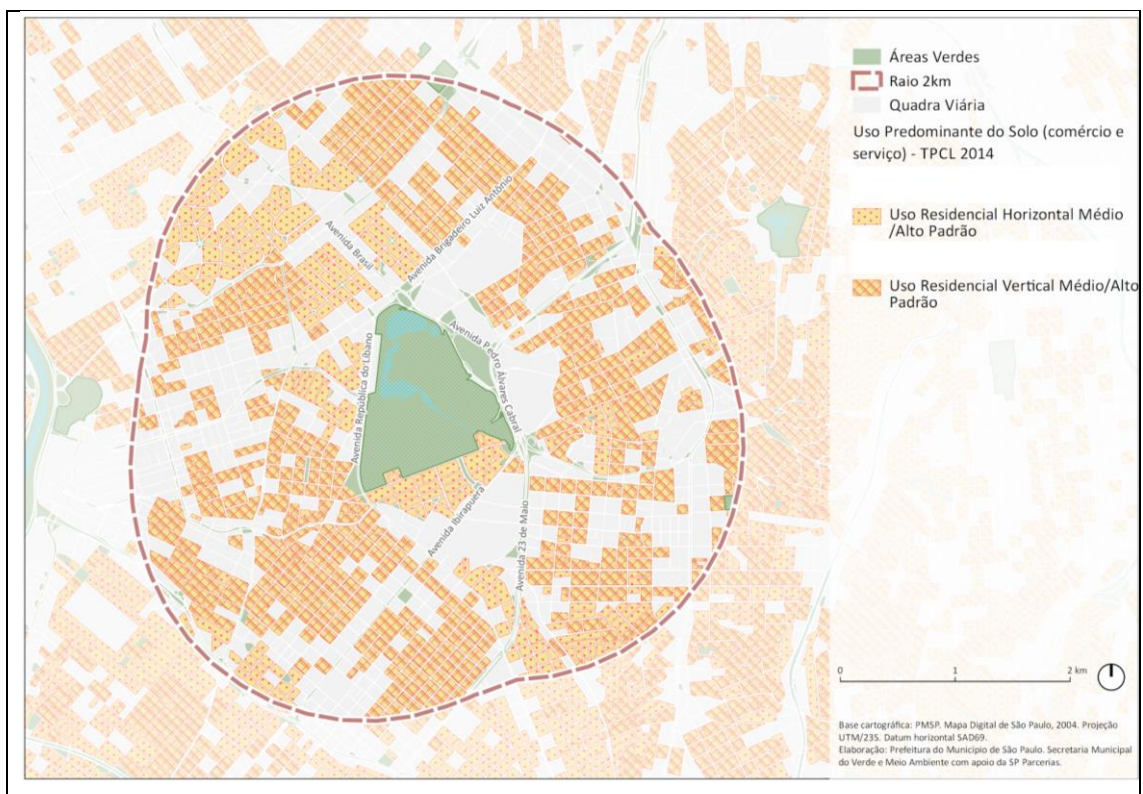 Áreas Verdes
Raio 2km
Quadra Viária
Uso Predominante do Solo (comércio e
serviço) - TPCL 2014
Uso Residencial Horizontal Médio
/Alto Padrão
Uso Residencial Vertical Médio/Alto
Padrão
Avenida Brasil
Avenida Brigadeiro Luiz Antônio
Avenida República do Líbano
Avenida Pedro Álvares Cabral
Avenida Ibirapuera
Avenida 23 de Maio
0 1 2 km
Base cartográfica: PMSP. Mapa Digital de São Paulo, 2004. Projeção
UTM/23S. Datum horizontal SAD69.
Elaboração: Prefeitura do Município de São Paulo. Secretaria Municipal
do Verde e Meio Ambiente com apoio da SP Parcerias.